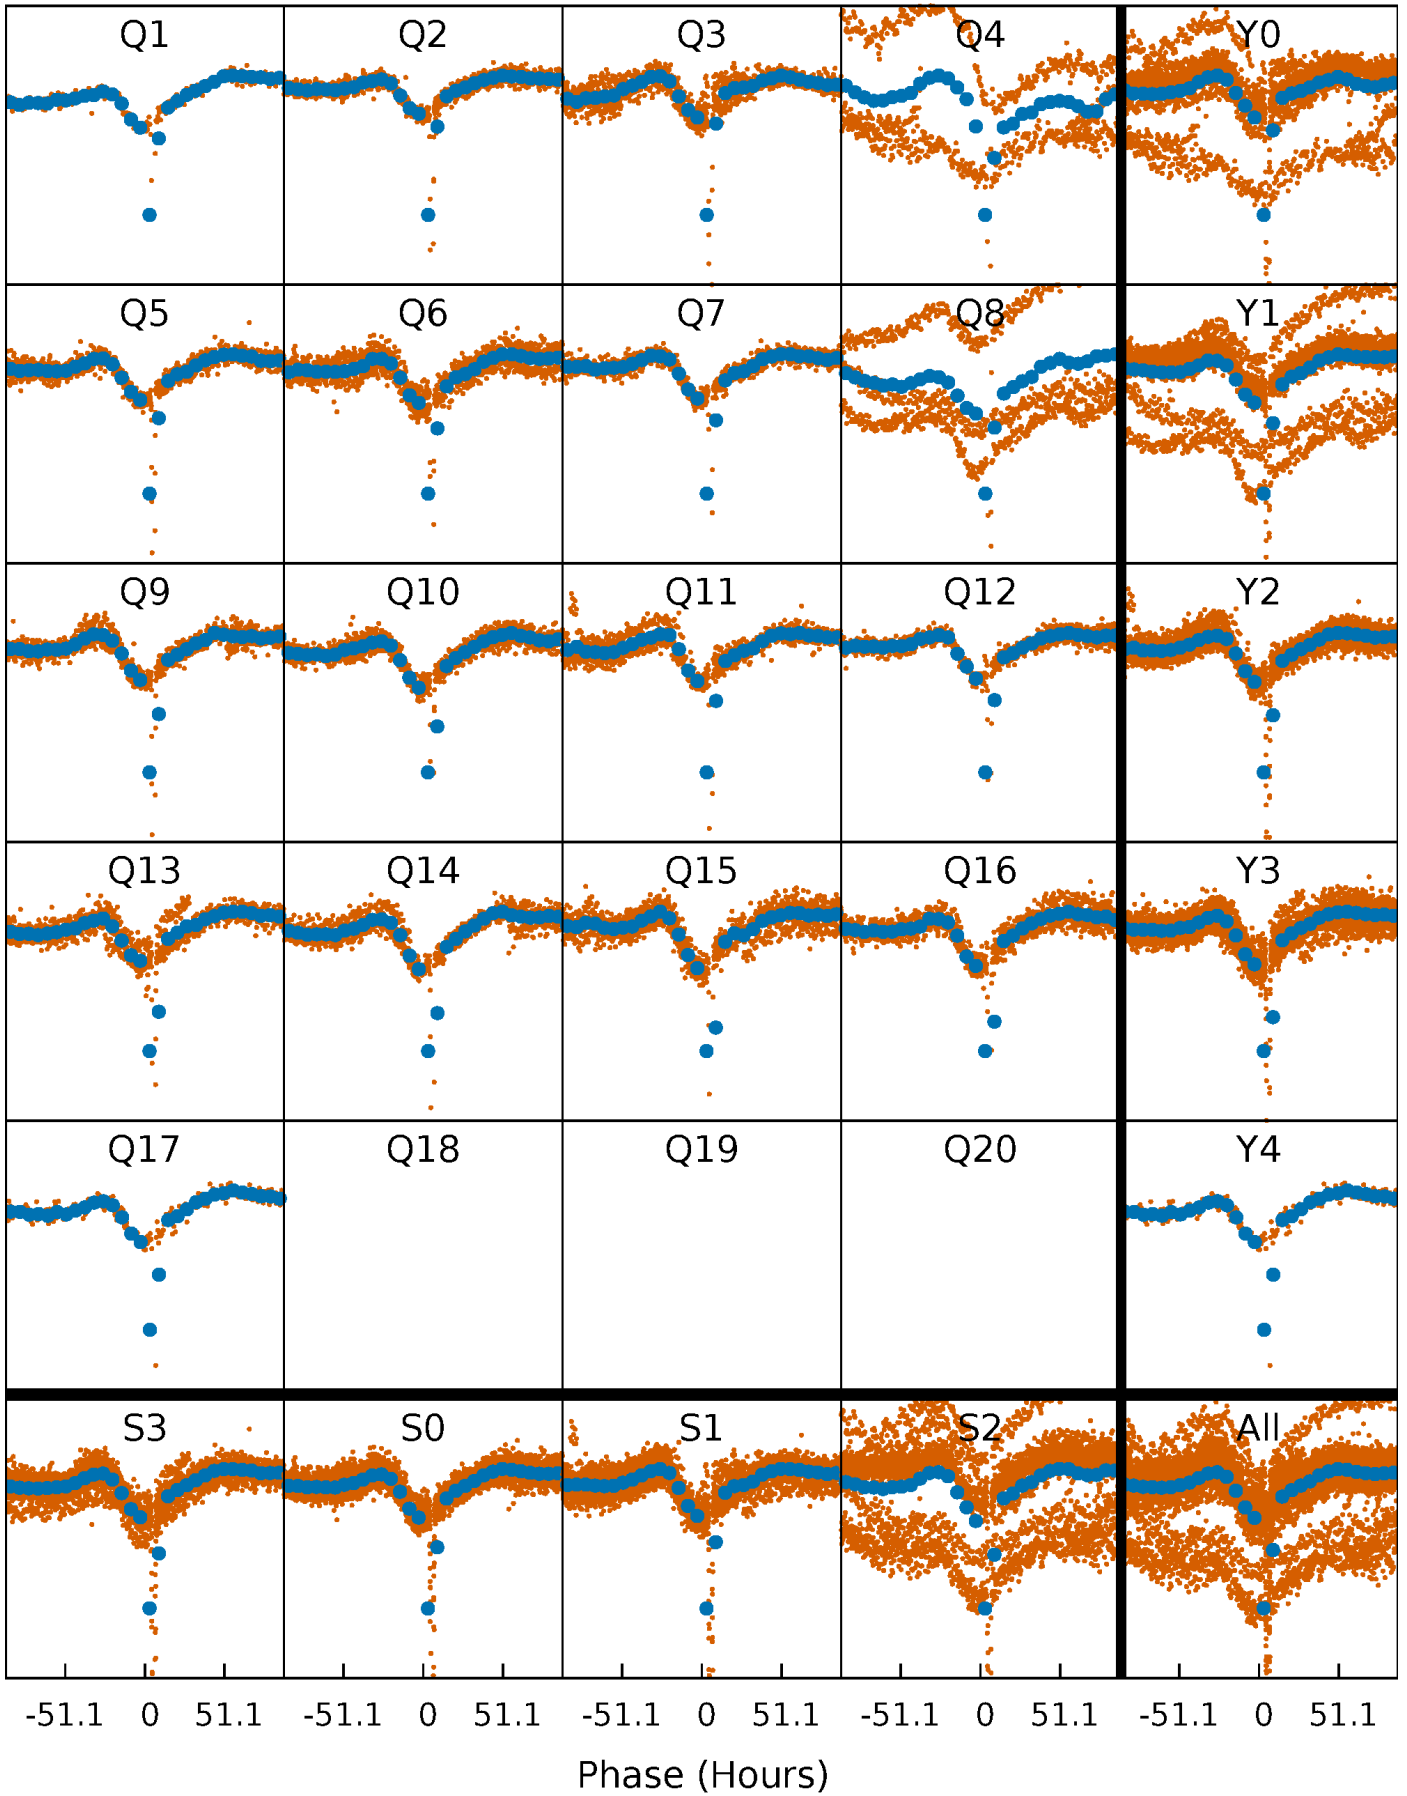 Q1 Q2 Q3 Q4 Y0
Q5 Q6 Q7 Q8 Y1
Q9 Q10 Q11 Q12 Y2
Q13 Q14 Q15 Q16 Y3
Q17 Q18 Q19 Q20 Y4
S3 S0 S1 S2 All
-51.1 0 51.1 -51.1 0 51.1 -51.1 0 51.1 -51.1 0 51.1 -51.1 0 51.1
Phase (Hours)